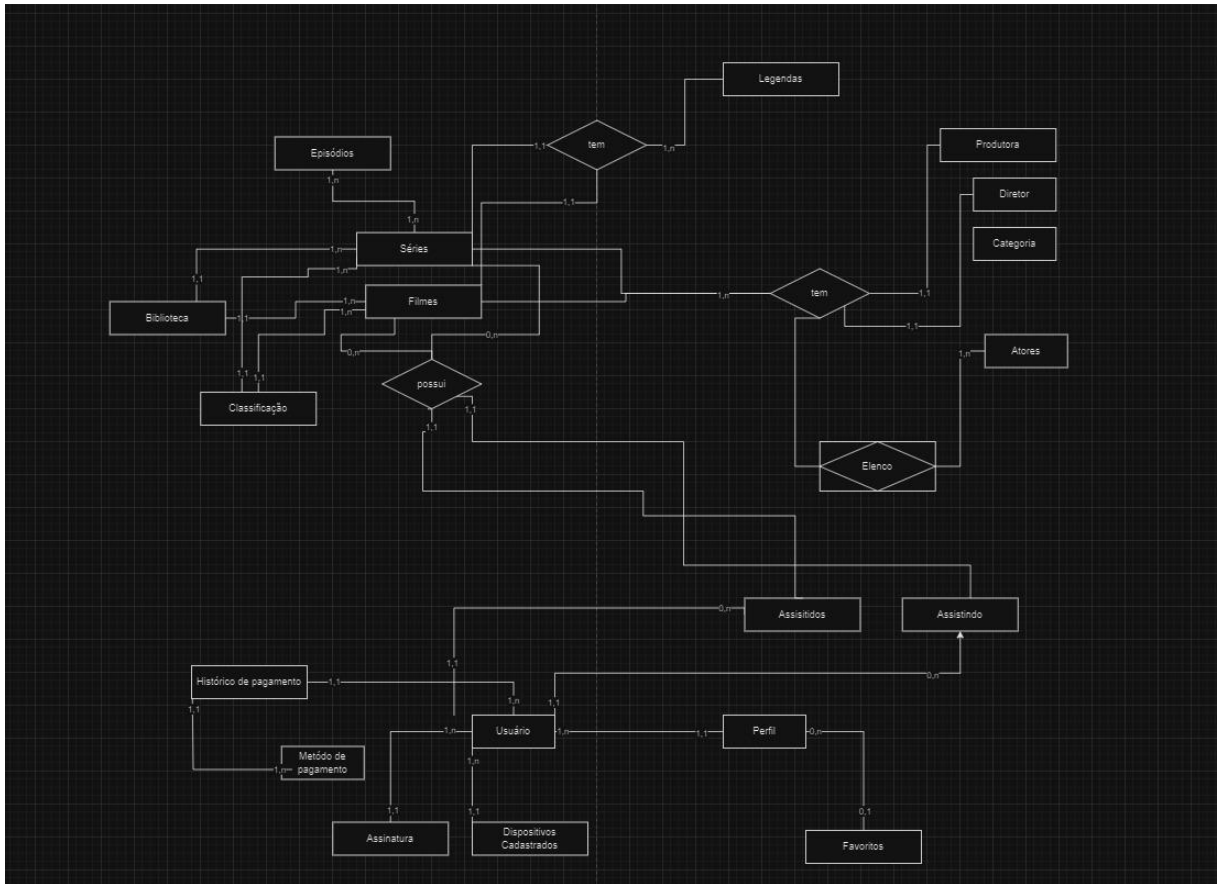 Legendas
tem
1,1
1,n
Produtora
Episódios
1,n
Diretor
1,1
1,n
Categoria
1,n
Séries
1,n
1,1
Filmes
1,n
1,n
tem
1,1
Biblioteca
1,1
1,n
1,1
0,n
0,n
Atores
1,n
1,1
1,1
possui
Classificação
1,1
1,1
Elenco
Assisitidos
Assistindo
0,n
1,1
Histórico de pagamento
1,1
0,n
1,n
1,1
1,1
1,n
Usuário
1,n
1,1
Perfil
0,n
Metódo de
pagamento
1,n
1,n
1,1
1,1
0,1
Assinatura
Dispositivos
Cadastrados
Favoritos